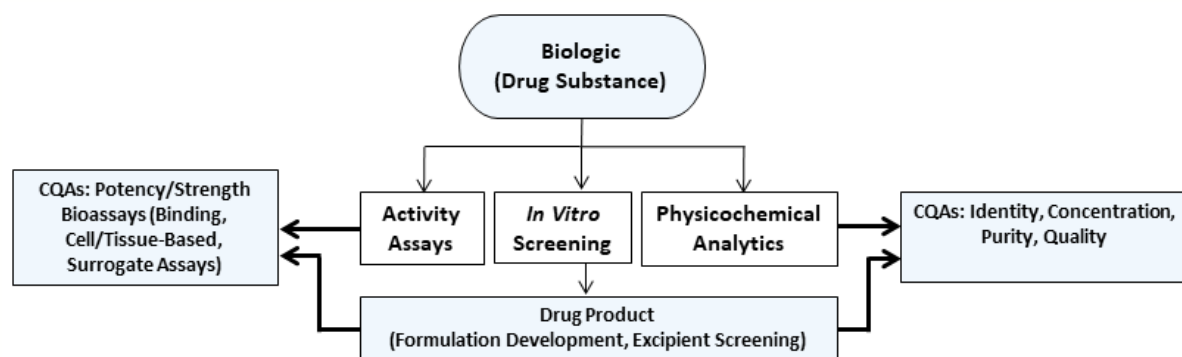 Biologic
(Drug Substance)
CQAs: Potency/Strength
Bioassays (Binding,
Cell/Tissue-Based,
Surrogate Assays)
Activity
Assays
In Vitro
Screening
Physicochemical
Analytics
CQAs: Identity, Concentration,
Purity, Quality
Drug Product
(Formulation Development, Excipient Screening)